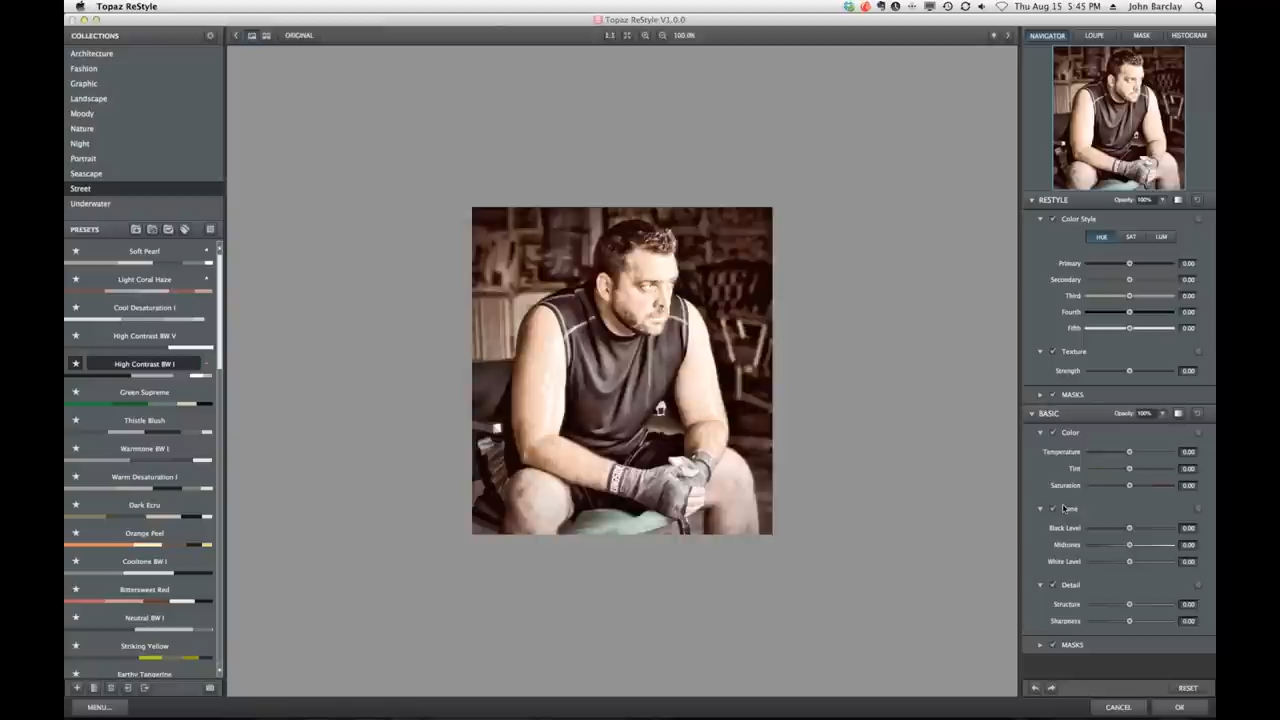 Topaz ReStyle
Thu Aug 15 5:45 PM John Barclay
Topaz ReStyle V1.0.0
COLLECTIONS
ORIGINAL
1:1
100.0%
NAVIGATOR LOUPE MASK HISTOGRAM
Architecture
Fashion
Graphic
Landscape
Moody
Nature
Night
Portrait
Seascape
Street
Underwater
PRESETS
Soft Pearl
Light Coral Haze
Cool Desaturation I
High Contrast BW V
High Contrast BW I
Green Supreme
Thistle Blush
Warmtone BW I
Warm Desaturation I
Dark Ecru
Orange Peel
Cooltone BW I
Bittersweet Red
Neutral BW I
Striking Yellow
Earthy Tangerine
MENU...
RESTYLE Opacity: 100%
Color Style
HUE SAT LUM
Primary 0.00
Secondary 0.00
Third 0.00
Fourth 0.00
Fifth 0.00
Texture
Strength 0.00
MASKS
BASIC Opacity: 100%
Color
Temperature 0.00
Tint 0.00
Saturation 0.00
Tone
Black Level 0.00
Midtones 0.00
White Level 0.00
Detail
Structure 0.00
Sharpness 0.00
MASKS
RESET
CANCEL OK